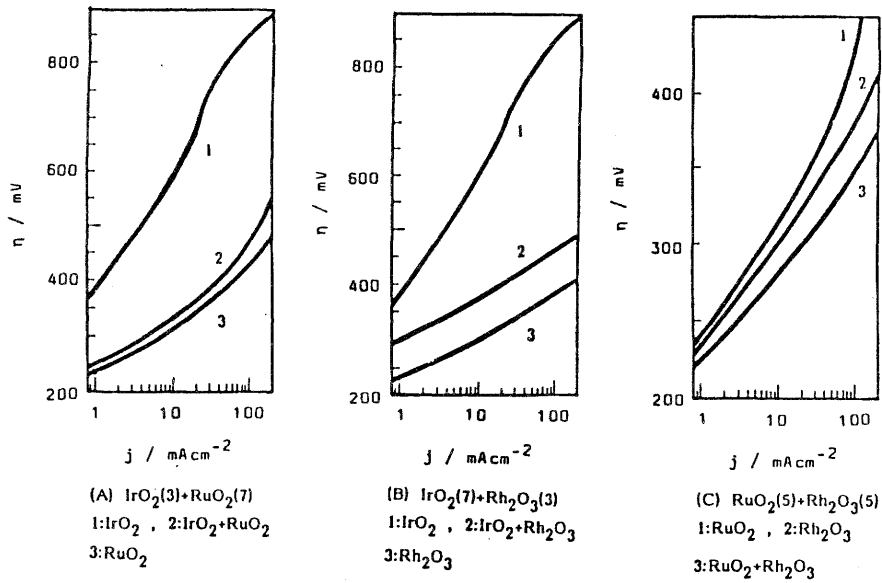 η / mV
800
600
400
200
1
2
3
1
10
100
j / mAcm⁻²
(A) IrO₂(3)+RuO₂(7)
1:IrO₂ , 2:IrO₂+RuO₂
3:RuO₂
η / mV
800
600
400
200
1
2
3
1
10
100
j / mAcm⁻²
(B) IrO₂(7)+Rh₂O₃(3)
1:IrO₂ , 2:IrO₂+Rh₂O₃
3:Rh₂O₃
η / mV
400
300
200
1
2
3
1
10
100
j / mAcm⁻²
(C) RuO₂(5)+Rh₂O₃(5)
1:RuO₂ , 2:Rh₂O₃
3:RuO₂+Rh₂O₃